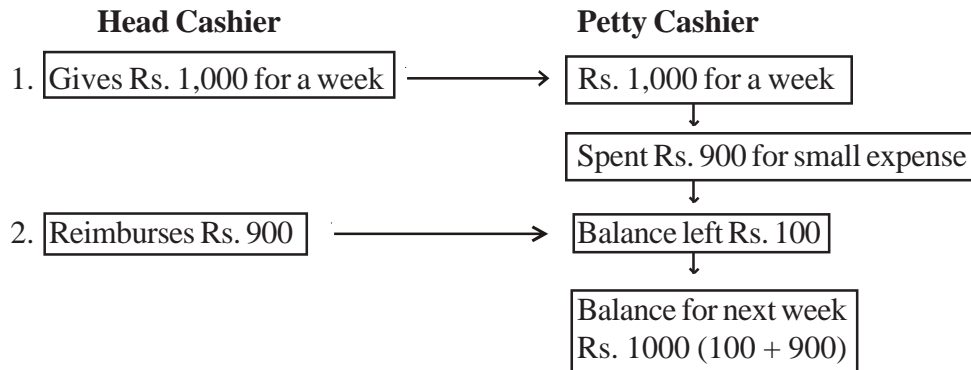 Head Cashier Petty Cashier
1. Gives Rs. 1,000 for a week Rs. 1,000 for a week
Spent Rs. 900 for small expense
2. Reimburses Rs. 900 Balance left Rs. 100
Balance for next week
Rs. 1000 (100 + 900)